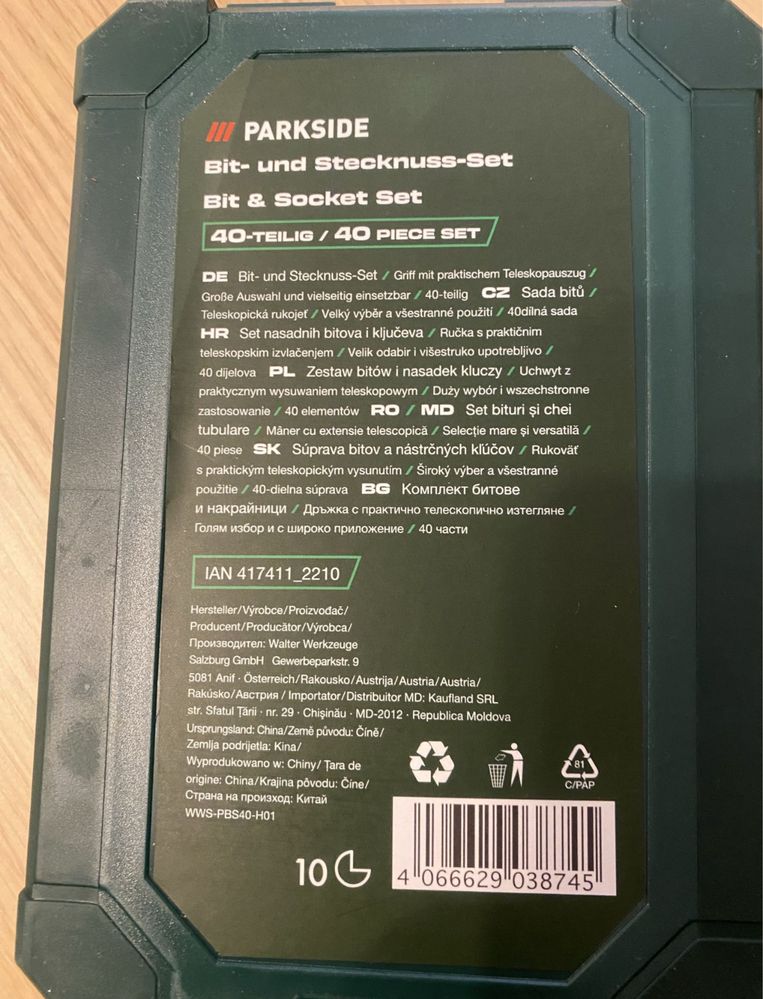 PARKSIDE
Bit- und Stecknuss-Set
Bit & Socket Set
40-TEILIG / 40 PIECE SET
DE Bit- und Stecknuss-Set / Griff mit praktischem Teleskopauszug /
Große Auswahl und vielseitig einsetzbar / 40-teilig CZ Sada bitů /
Teleskopická rukojeť / Velký výběr a všestranné použití / 40dílná sada
HR Set nasadnih bitova i ključeva / Ručka s praktičnim
teleskopskim izvlačenjem / Velik odabir i višestruko upotrebljivo /
40 dijelova PL Zestaw bitów i nasadek kluczy / Uchwyt z
praktycznym wysuwaniem teleskopowym / Duży wybór i wszechstronne
zastosowanie / 40 elementów RO / MD Set bituri și chei
tubulare / Mâner cu extensie telescopică / Selecție mare și versatilă /
40 piese SK Súprava bitov a nástrčných kľúčov / Rukoväť
s praktickým teleskopickým vysunutím / Široký výber a všestranné
použitie / 40-dielna súprava BG Комплект битове
и накрайници / Дръжка с практично телескопично изтегляне /
Голям избор и с широко приложение / 40 части
IAN 417411_2210
Hersteller/Výrobce/Proizvođač/
Producent/Producător/Výrobca/
Производител: Walter Werkzeuge
Salzburg GmbH Gewerbeparkstr. 9
5081 Anif · Österreich/Rakousko/Austrija/Austria/Austria/
Rakúsko/Австрия / Importator/Distribuitor MD: Kaufland SRL
str. Sfatul Țării · nr. 29 · Chișinău · MD-2012 · Republica Moldova
Ursprungsland: China/Země původu: Číně/
Zemlja podrijetla: Kina/
Wyprodukowano w: Chiny/ Țara de
origine: China/Krajina pôvodu: Číne/
Страна на произход: Китай
WWS-PBS40-H01
81
C/PAP
10
4 066629 038745